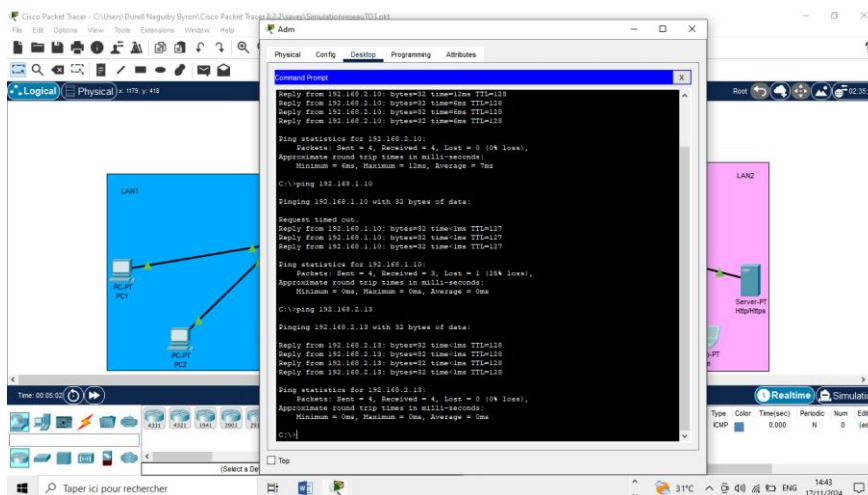 Cisco Packet Tracer - C:\Users\Durell Naguiby Byron\Cisco Packet Tracer 8.2.2\saves\SimulationreseauTD3.pkt
File Edit Options View Tools Extensions Window Help
Logical Physical x: 1179, y: 418
Root 02:35:
LAN1
PC-PT
PC1
PC-PT
PC2
LAN2
Server-PT
Http/Https
Adm
Physical Config Desktop Programming Attributes
Command Prompt X
Reply from 192.168.2.10: bytes=32 time=12ms TTL=128
Reply from 192.168.2.10: bytes=32 time=6ms TTL=128
Reply from 192.168.2.10: bytes=32 time=6ms TTL=128
Reply from 192.168.2.10: bytes=32 time=6ms TTL=128
Ping statistics for 192.168.2.10:
Packets: Sent = 4, Received = 4, Lost = 0 (0% loss),
Approximate round trip times in milli-seconds:
Minimum = 6ms, Maximum = 12ms, Average = 7ms
C:\>ping 192.168.1.10
Pinging 192.168.1.10 with 32 bytes of data:
Request timed out.
Reply from 192.168.1.10: bytes=32 time<1ms TTL=127
Reply from 192.168.1.10: bytes=32 time<1ms TTL=127
Reply from 192.168.1.10: bytes=32 time<1ms TTL=127
Ping statistics for 192.168.1.10:
Packets: Sent = 4, Received = 3, Lost = 1 (25% loss),
Approximate round trip times in milli-seconds:
Minimum = 0ms, Maximum = 0ms, Average = 0ms
C:\>ping 192.168.2.13
Pinging 192.168.2.13 with 32 bytes of data:
Reply from 192.168.2.13: bytes=32 time<1ms TTL=128
Reply from 192.168.2.13: bytes=32 time<1ms TTL=128
Reply from 192.168.2.13: bytes=32 time<1ms TTL=128
Reply from 192.168.2.13: bytes=32 time<1ms TTL=128
Ping statistics for 192.168.2.13:
Packets: Sent = 4, Received = 4, Lost = 0 (0% loss),
Approximate round trip times in milli-seconds:
Minimum = 0ms, Maximum = 0ms, Average = 0ms
C:\>
Top
Time: 00:05:02
Realtime Simulatio
4331 4321 1941 2901 291
(Select a De
Type Color Time(sec) Periodic Num Edit
ICMP 0.000 N 0 (ed
Taper ici pour rechercher
31°C ENG 14:43
17/11/2024